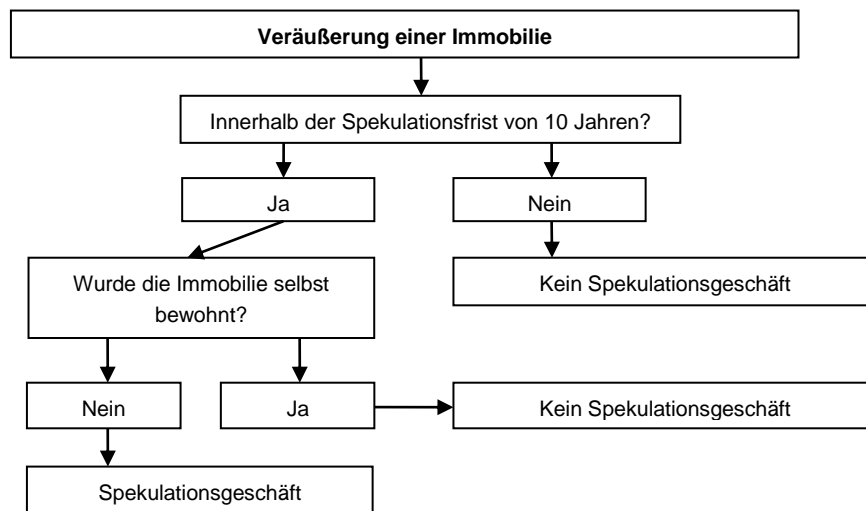 Veräußerung einer Immobilie
Innerhalb der Spekulationsfrist von 10 Jahren?
Ja
Nein
Wurde die Immobilie selbst
bewohnt?
Kein Spekulationsgeschäft
Nein
Ja
Kein Spekulationsgeschäft
Spekulationsgeschäft